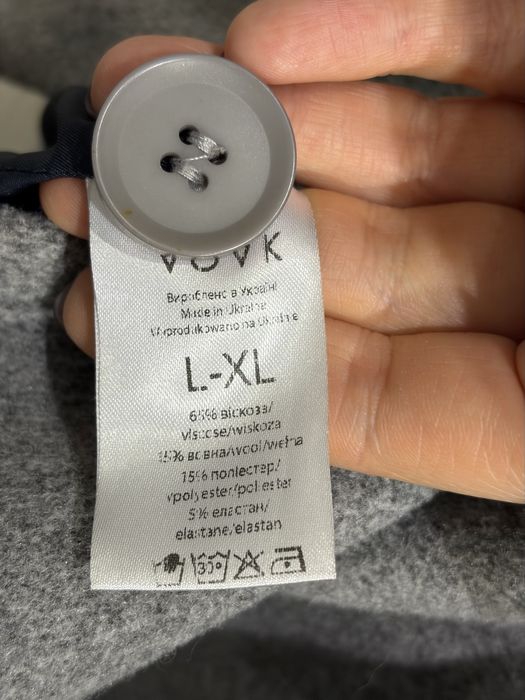 VOVK
Вироблено в Україні
Made in Ukraine
Wyprodukowano na Ukrainie
L-XL
65% віскоза/
viscose/wiskoza
15% вовна/wool/wełna
15% поліестер/
polyester/poliester
5% еластан/
elastane/elastan
30°